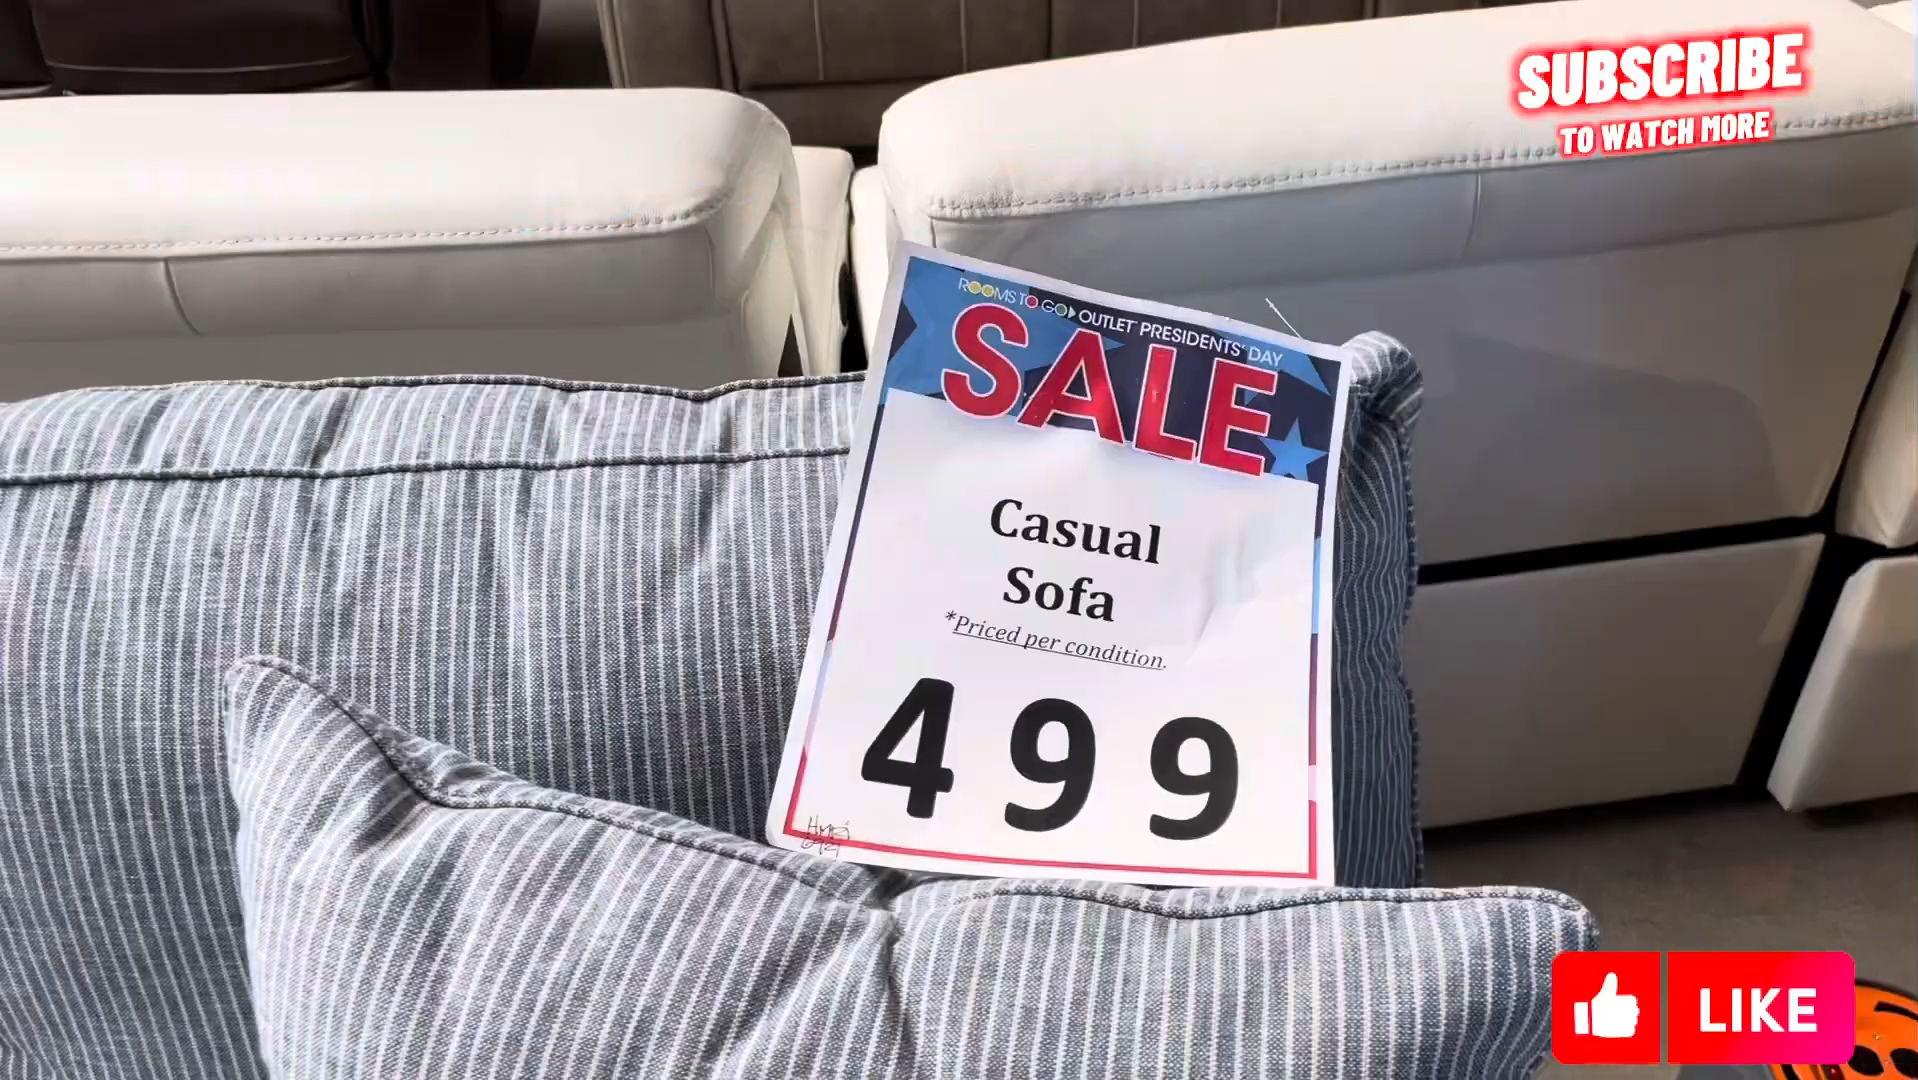 SUBSCRIBE
TO WATCH MORE
ROOMS TO GO OUTLET PRESIDENTS' DAY
SALE
Casual
Sofa
*Priced per condition.
499
LIKE